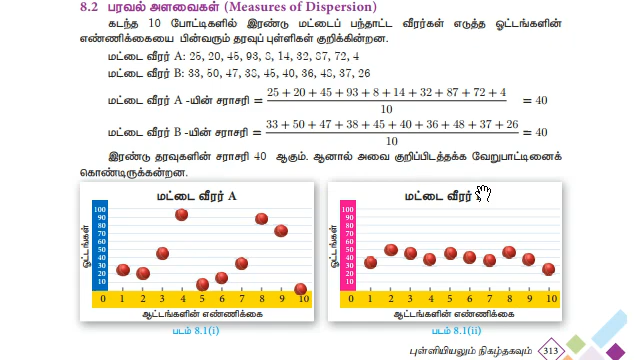 8.2 பரவல் அளவைகள் (Measures of Dispersion)
கடந்த 10 போட்டிகளில் இரண்டு மட்டைப் பந்தாட்ட வீரர்கள் எடுத்த ஓட்டங்களின்
எண்ணிக்கையை பின்வரும் தரவுப் புள்ளிகள் குறிக்கின்றன.
மட்டை வீரர் A: 25, 20, 45, 93, 8, 14, 32, 87, 72, 4
மட்டை வீரர் B: 33, 50, 47, 38, 45, 40, 36, 48, 37, 26
மட்டை வீரர் A -யின் சராசரி = 25 + 20 + 45 + 93 + 8 + 14 + 32 + 87 + 72 + 4 / 10 = 40
மட்டை வீரர் B -யின் சராசரி = 33 + 50 + 47 + 38 + 45 + 40 + 36 + 48 + 37 + 26 / 10 = 40
இரண்டு தரவுகளின் சராசரி 40 ஆகும். ஆனால் அவை குறிப்பிடத்தக்க வேறுபாட்டினைக்
கொண்டிருக்கின்றன.
மட்டை வீரர் A
100
90
80
70
60
50
40
30
20
10
ஓட்டங்கள்
0 1 2 3 4 5 6 7 8 9 10
ஆட்டங்களின் எண்ணிக்கை
படம் 8.1(i)
மட்டை வீரர்
100
90
80
70
60
50
40
30
20
10
ஓட்டங்கள்
0 1 2 3 4 5 6 7 8 9 10
ஆட்டங்களின் எண்ணிக்கை
படம் 8.1(ii)
புள்ளியியலும் நிகழ்தகவும் 313